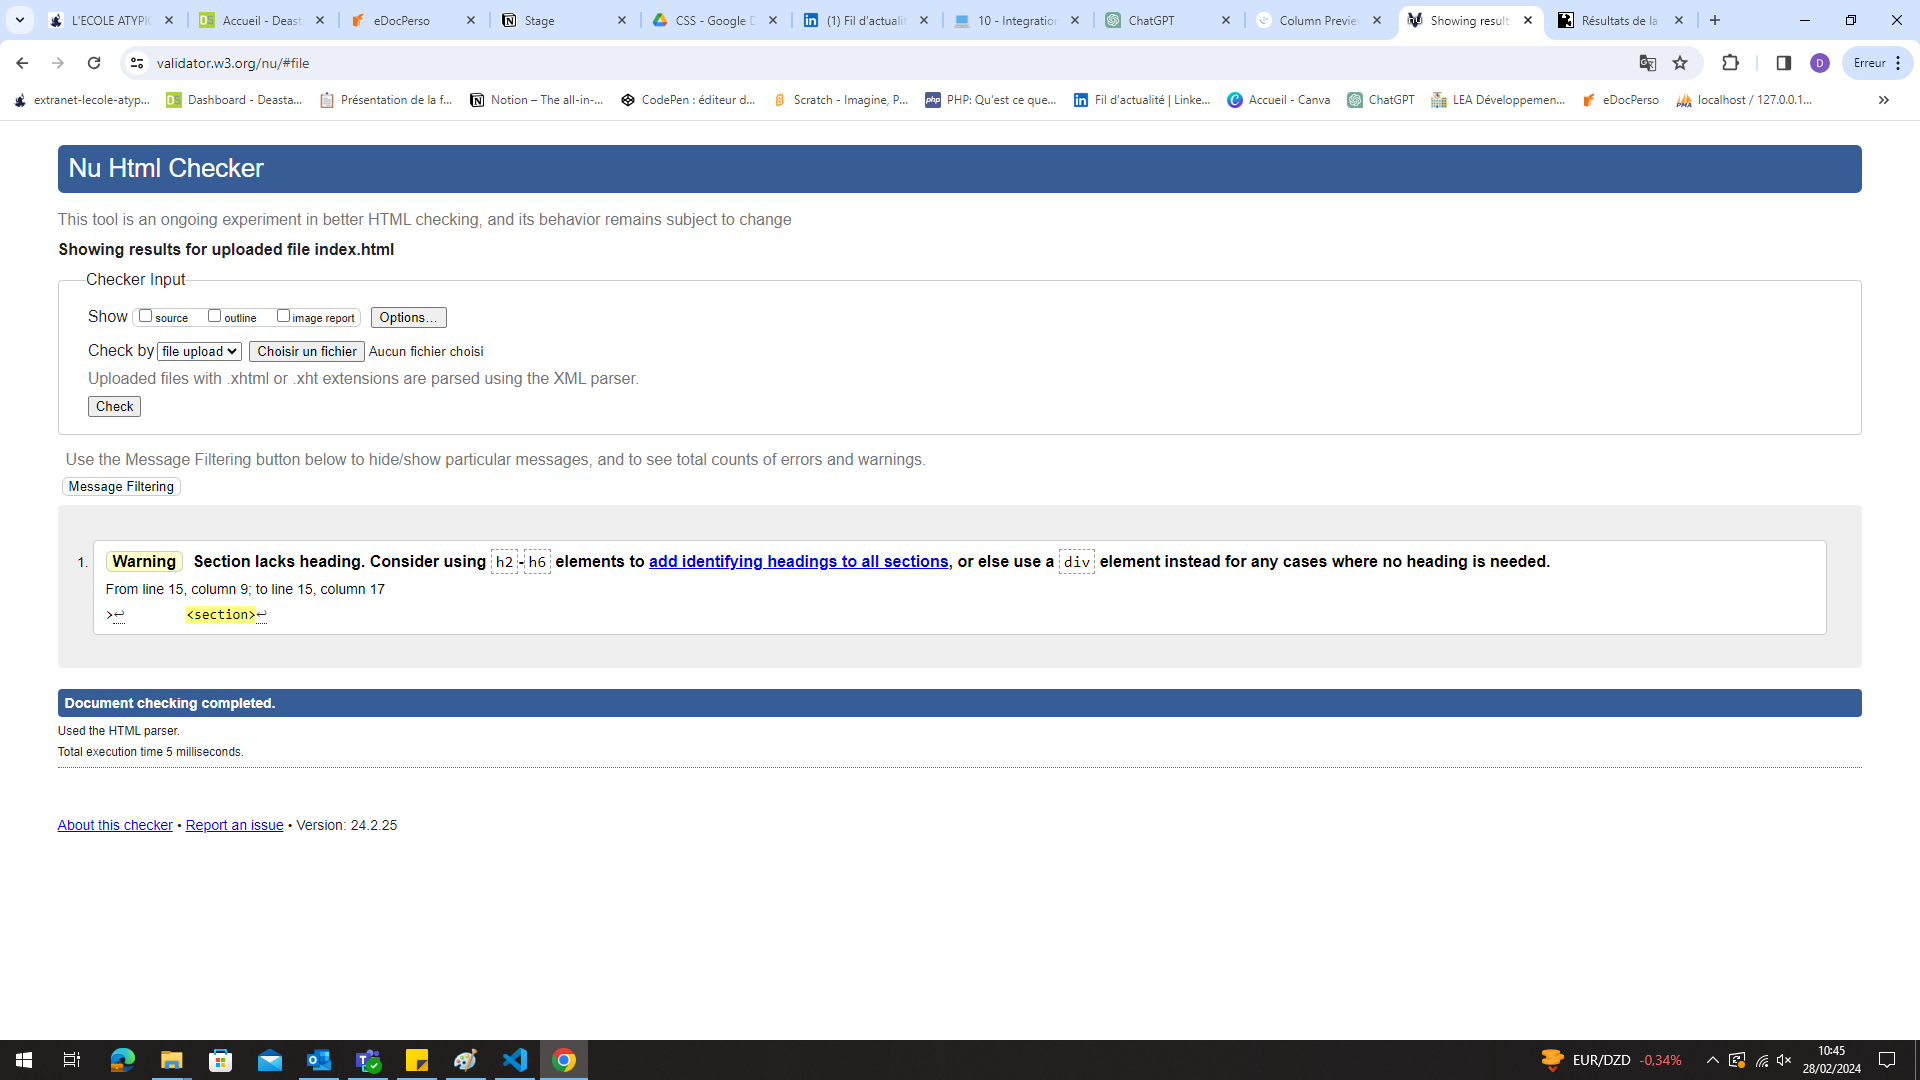 L'ECOLE ATYPI
Accueil - Deast
eDocPerso
Stage
CSS - Google D
(1) Fil d'actualit
10 - Integration
ChatGPT
Column Previe
Showing result
Résultats de la
validator.w3.org/nu/#file
D
Erreur
extranet-lecole-atyp...
Dashboard - Deasta...
Présentation de la f...
Notion – The all-in-...
CodePen : éditeur d...
Scratch - Imagine, P...
PHP: Qu'est ce que...
Fil d'actualité | Linke...
Accueil - Canva
ChatGPT
LEA Développemen...
eDocPerso
localhost / 127.0.0.1...
Nu Html Checker
This tool is an ongoing experiment in better HTML checking, and its behavior remains subject to change
Showing results for uploaded file index.html
Checker Input
Show source outline image report Options...
Check by file upload Choisir un fichier Aucun fichier choisi
Uploaded files with .xhtml or .xht extensions are parsed using the XML parser.
Check
Use the Message Filtering button below to hide/show particular messages, and to see total counts of errors and warnings.
Message Filtering
1. Warning Section lacks heading. Consider using h2-h6 elements to add identifying headings to all sections, or else use a div element instead for any cases where no heading is needed.
From line 15, column 9; to line 15, column 17
>↩ <section>↩
Document checking completed.
Used the HTML parser.
Total execution time 5 milliseconds.
About this checker • Report an issue • Version: 24.2.25
EUR/DZD -0,34%
10:45
28/02/2024